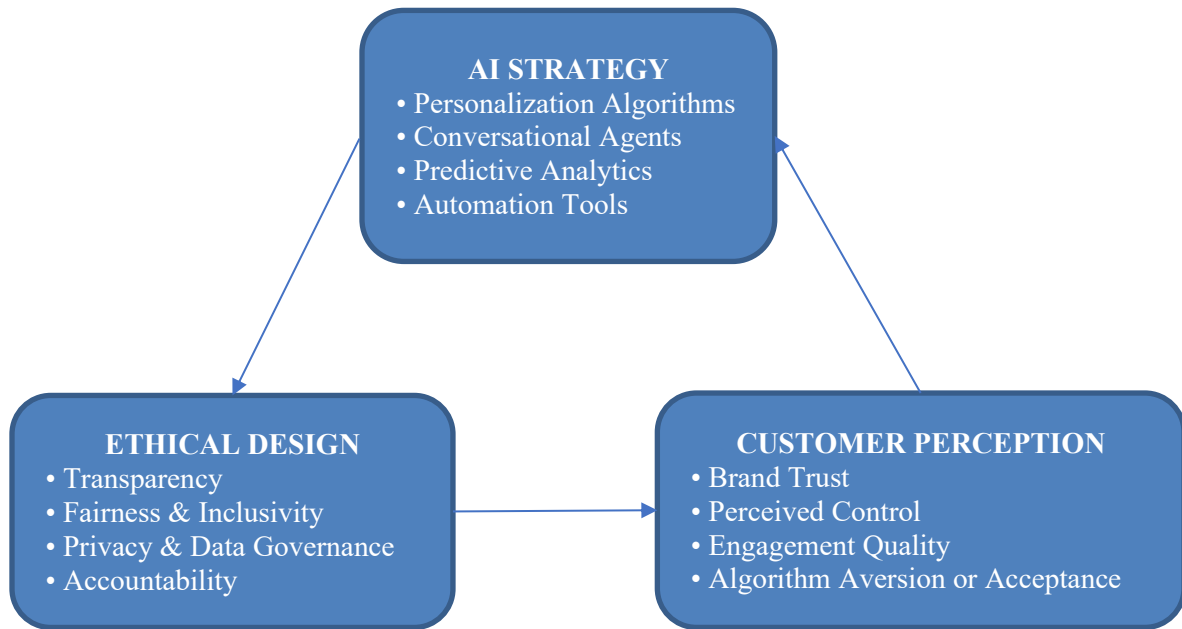 AI STRATEGY
• Personalization Algorithms
• Conversational Agents
• Predictive Analytics
• Automation Tools
ETHICAL DESIGN
• Transparency
• Fairness & Inclusivity
• Privacy & Data Governance
• Accountability
CUSTOMER PERCEPTION
• Brand Trust
• Perceived Control
• Engagement Quality
• Algorithm Aversion or Acceptance